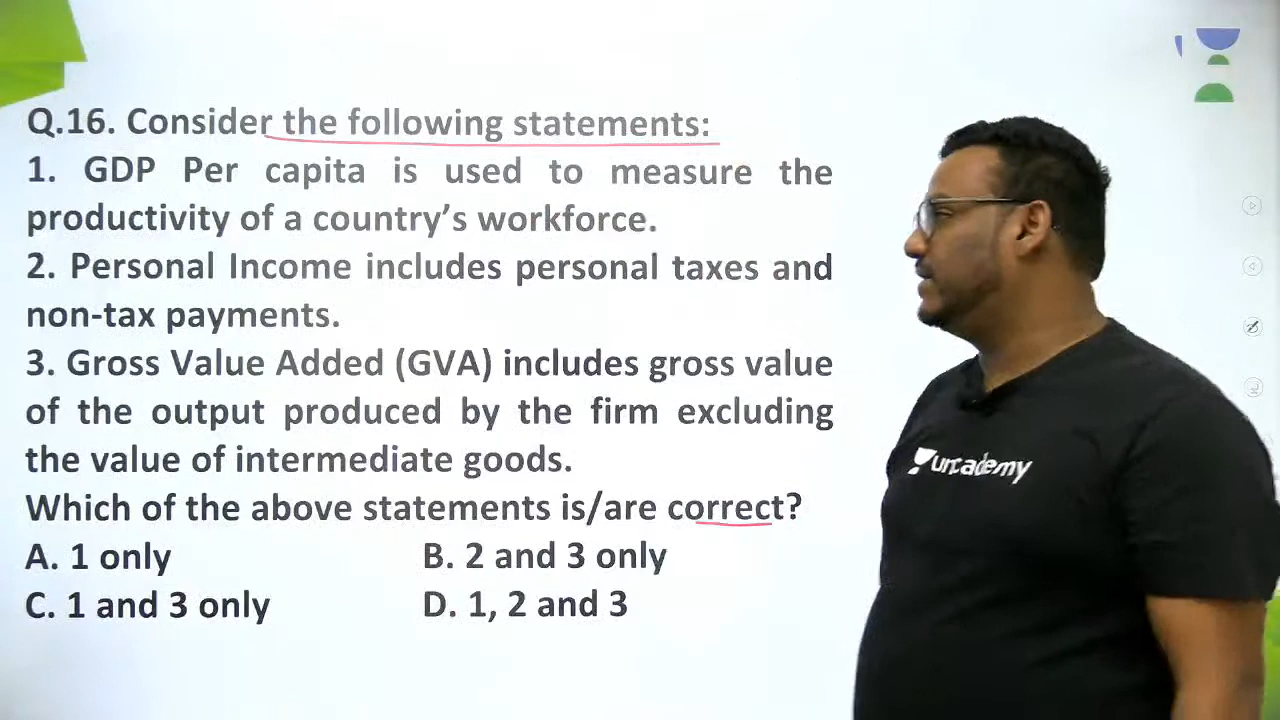 Q.16. Consider the following statements:
1. GDP Per capita is used to measure the
productivity of a country’s workforce.
2. Personal Income includes personal taxes and
non-tax payments.
3. Gross Value Added (GVA) includes gross value
of the output produced by the firm excluding
the value of intermediate goods.
Which of the above statements is/are correct?
A. 1 only B. 2 and 3 only
C. 1 and 3 only D. 1, 2 and 3
unacademy